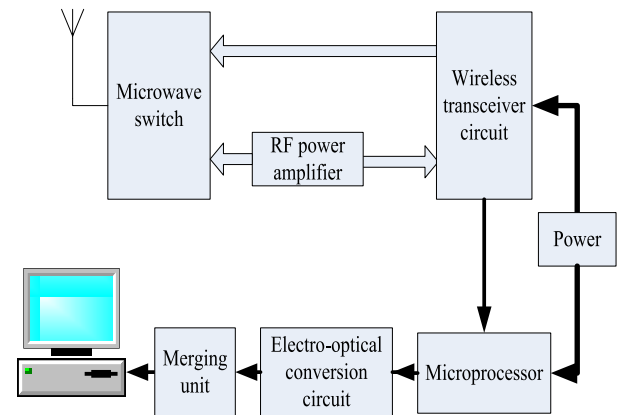 Microwave
switch
Wireless
transceiver
circuit
RF power
amplifier
Power
Merging
unit
Electro-optical
conversion
circuit
Microprocessor